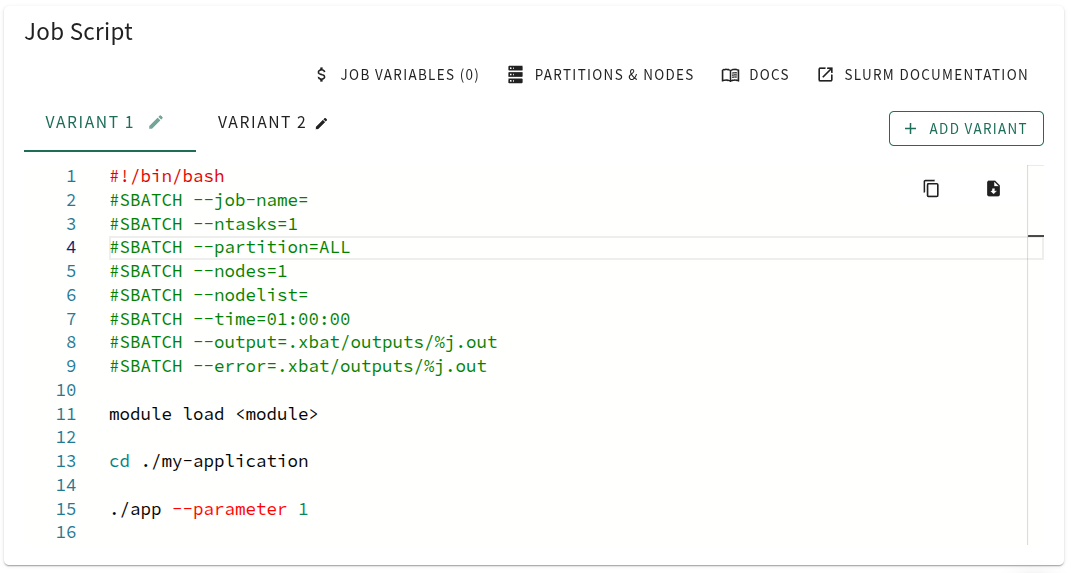 Job Script
$ JOB VARIABLES (0) PARTITIONS & NODES DOCS SLURM DOCUMENTATION
VARIANT 1 VARIANT 2 + ADD VARIANT
1 #!/bin/bash
2 #SBATCH --job-name=
3 #SBATCH --ntasks=1
4 #SBATCH --partition=ALL
5 #SBATCH --nodes=1
6 #SBATCH --nodelist=
7 #SBATCH --time=01:00:00
8 #SBATCH --output=.xbat/outputs/%j.out
9 #SBATCH --error=.xbat/outputs/%j.out
10
11 module load <module>
12
13 cd ./my-application
14
15 ./app --parameter 1
16